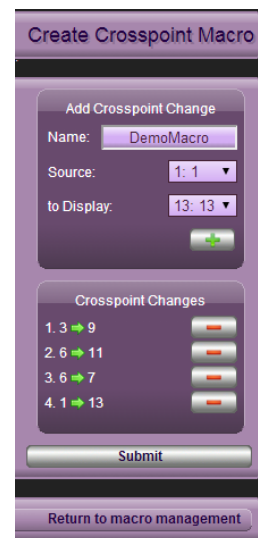 Create Crosspoint Macro
Add Crosspoint Change
Name: DemoMacro
Source: 1: 1
to Display: 13: 13
Crosspoint Changes
1. 3 ➡ 9
2. 6 ➡ 11
3. 6 ➡ 7
4. 1 ➡ 13
Submit
Return to macro management